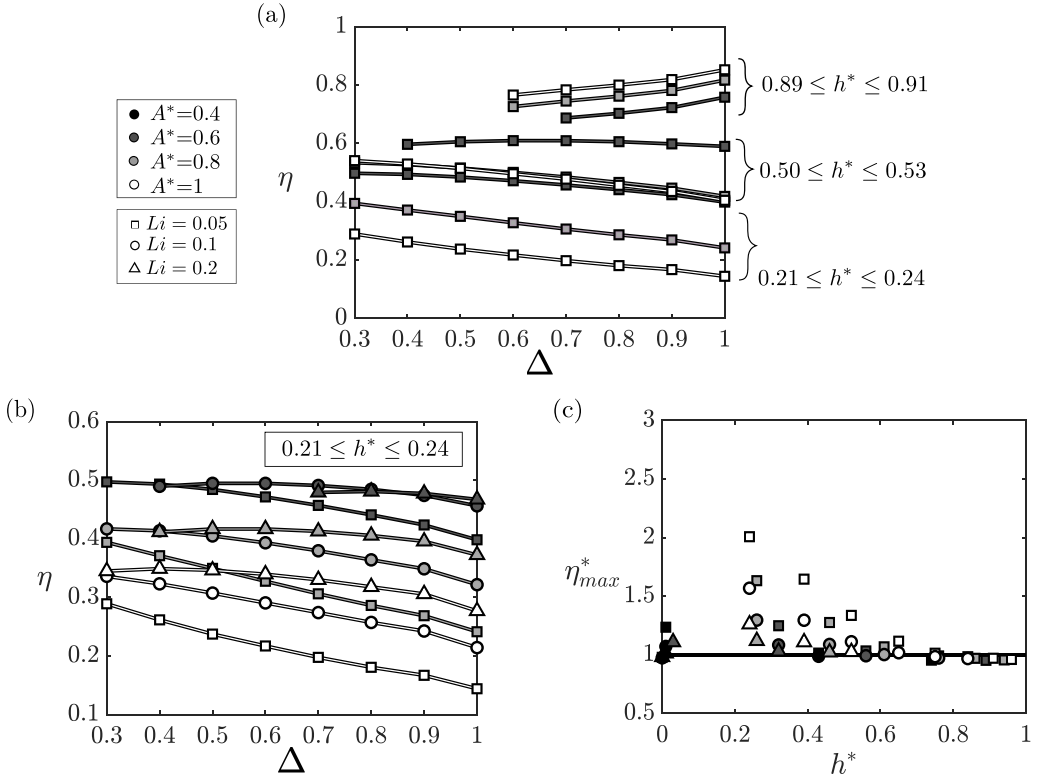 (a)
A*=0.4
A*=0.6
A*=0.8
A*=1
Li = 0.05
Li = 0.1
Li = 0.2
η
1
0.8
0.6
0.4
0.2
0
0.3 0.4 0.5 0.6 0.7 0.8 0.9 1
Δ
0.89 ≤ h* ≤ 0.91
0.50 ≤ h* ≤ 0.53
0.21 ≤ h* ≤ 0.24
(b)
0.21 ≤ h* ≤ 0.24
η
0.6
0.5
0.4
0.3
0.2
0.1
0.3 0.4 0.5 0.6 0.7 0.8 0.9 1
Δ
(c)
η*max
3
2.5
2
1.5
1
0.5
0 0.2 0.4 0.6 0.8 1
h*